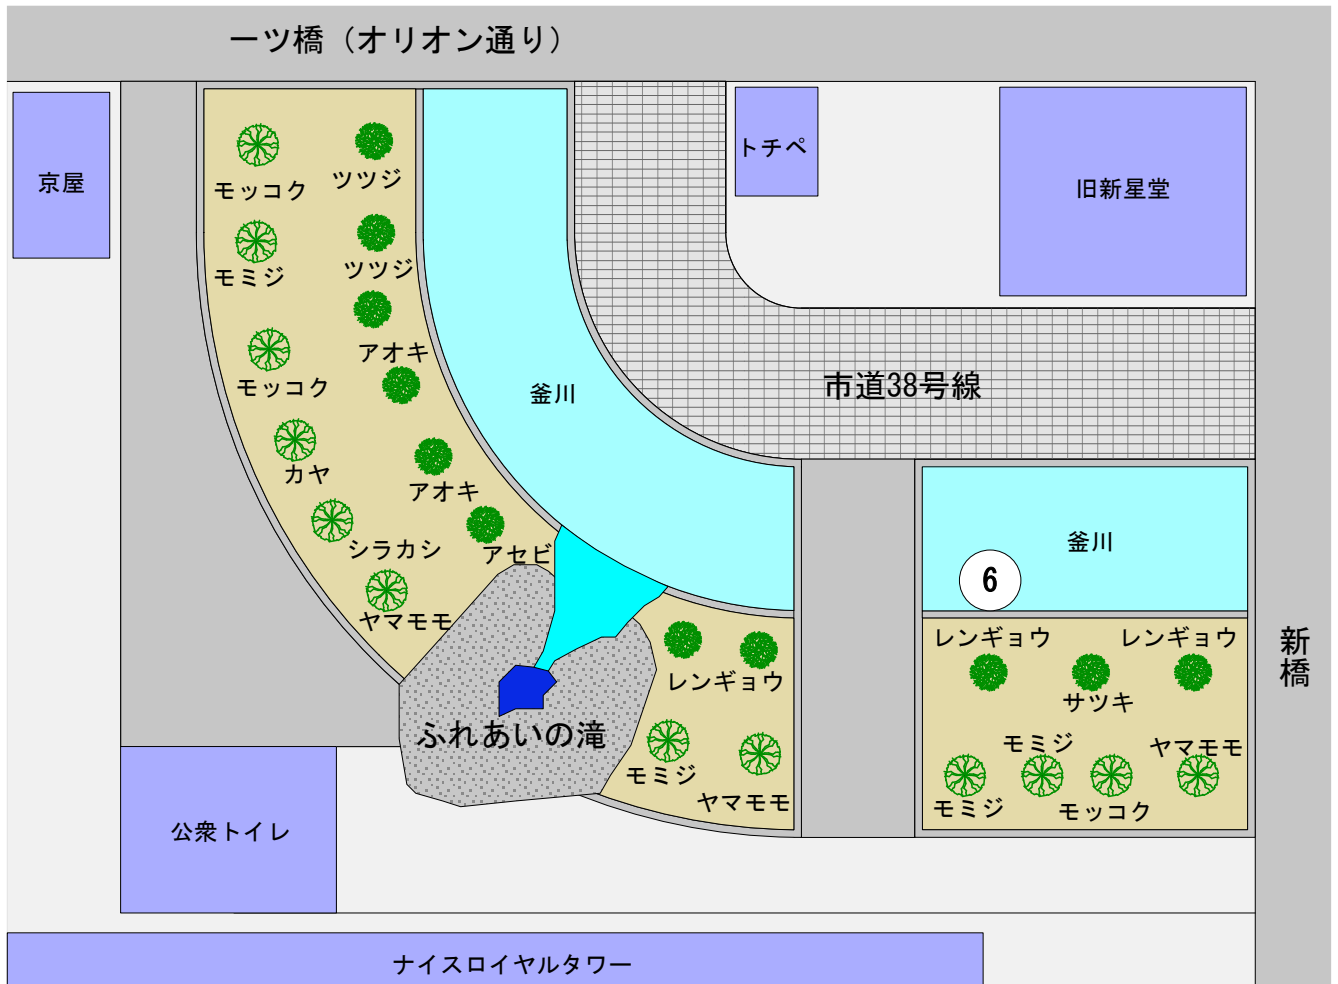 一ツ橋（オリオン通り）
京屋
トチペ
旧新星堂
モッコク
ツツジ
モミジ
ツツジ
アオキ
モッコク
釜川
市道38号線
カヤ
アオキ
シラカシ
アセビ
釜川
6
ヤマモモ
レンギョウ
レンギョウ
新橋
レンギョウ
サツキ
ふれあいの滝
モミジ
ヤマモモ
モミジ
ヤマモモ
モミジ
モッコク
公衆トイレ
ナイスロイヤルタワー